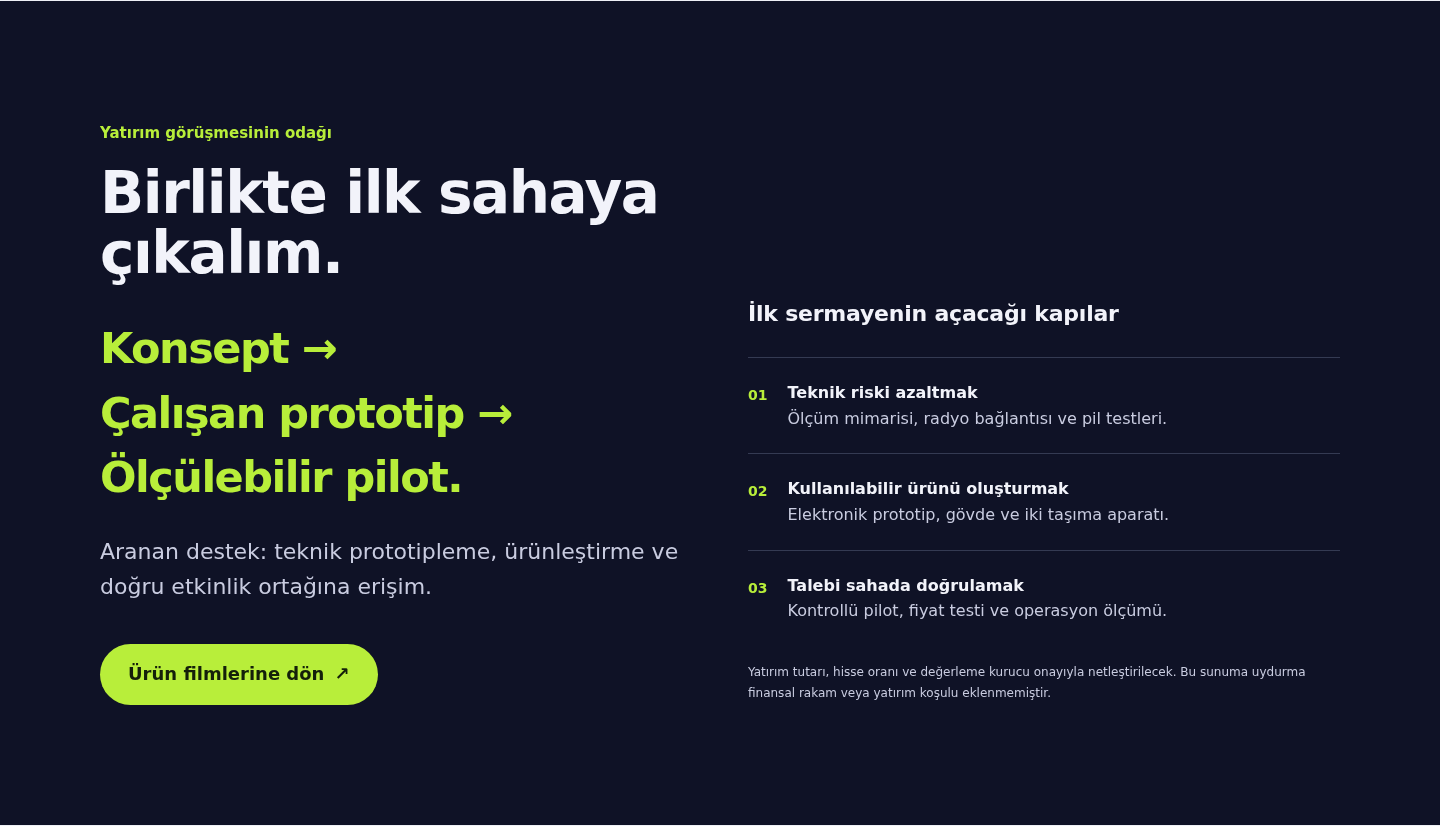 Yatırım görüşmesinin odağı
Birlikte ilk sahaya
çıkalım.
Konsept →
Çalışan prototip →
Ölçülebilir pilot.
Aranan destek: teknik prototipleme, ürünleştirme ve
doğru etkinlik ortağına erişim.
Ürün filmlerine dön ↗
İlk sermayenin açacağı kapılar
01 Teknik riski azaltmak
Ölçüm mimarisi, radyo bağlantısı ve pil testleri.
02 Kullanılabilir ürünü oluşturmak
Elektronik prototip, gövde ve iki taşıma aparatı.
03 Talebi sahada doğrulamak
Kontrollü pilot, fiyat testi ve operasyon ölçümü.
Yatırım tutarı, hisse oranı ve değerleme kurucu onayıyla netleştirilecek. Bu sunuma uydurma
finansal rakam veya yatırım koşulu eklenmemiştir.